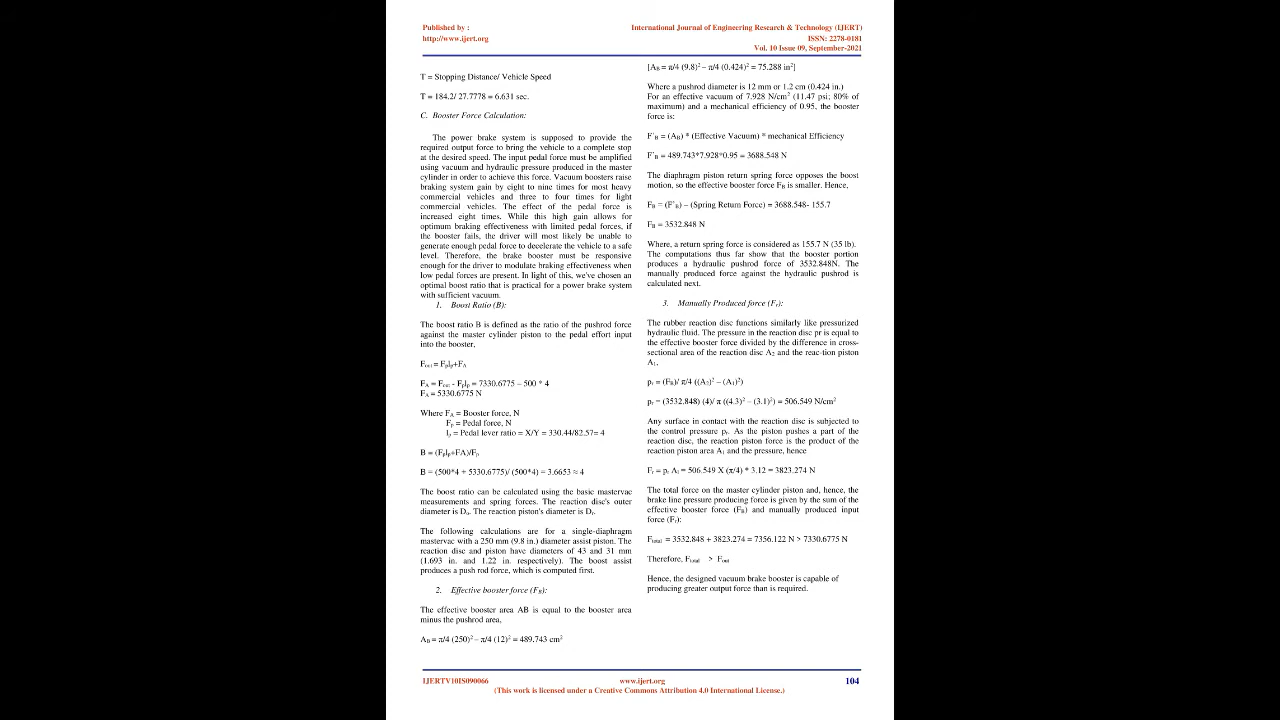 Published by :
http://www.ijert.org
International Journal of Engineering Research & Technology (IJERT)
ISSN: 2278-0181
Vol. 10 Issue 09, September-2021
T = Stopping Distance/ Vehicle Speed
T = 184.2/ 27.7778 = 6.631 sec.
C. Booster Force Calculation:
The power brake system is supposed to provide the
required output force to bring the vehicle to a complete stop
at the desired speed. The input pedal force must be amplified
using vacuum and hydraulic pressure produced in the master
cylinder in order to achieve this force. Vacuum boosters raise
braking system gain by eight to nine times for most heavy
commercial vehicles and three to four times for light
commercial vehicles. The effect of the pedal force is
increased eight times. While this high gain allows for
optimum braking effectiveness with limited pedal forces, if
the booster fails, the driver will most likely be unable to
generate enough pedal force to decelerate the vehicle to a safe
level. Therefore, the brake booster must be responsive
enough for the driver to modulate braking effectiveness when
low pedal forces are present. In light of this, we've chosen an
optimal boost ratio that is practical for a power brake system
with sufficient vacuum.
1. Boost Ratio (B):
The boost ratio B is defined as the ratio of the pushrod force
against the master cylinder piston to the pedal effort input
into the booster,
Fout = Fplp+FA
FA = Fout - Fplp = 7330.6775 – 500 * 4
FA = 5330.6775 N
Where FA = Booster force, N
Fp = Pedal force, N
lp = Pedal lever ratio = X/Y = 330.44/82.57= 4
B = (Fplp+FA)/Fp
B = (500*4 + 5330.6775)/ (500*4) = 3.6653 ≈ 4
The boost ratio can be calculated using the basic mastervac
measurements and spring forces. The reaction disc's outer
diameter is Do. The reaction piston's diameter is Dr.
The following calculations are for a single-diaphragm
mastervac with a 250 mm (9.8 in.) diameter assist piston. The
reaction disc and piston have diameters of 43 and 31 mm
(1.693 in. and 1.22 in. respectively). The boost assist
produces a push rod force, which is computed first.
2. Effective booster force (FB):
The effective booster area AB is equal to the booster area
minus the pushrod area,
AB = π/4 (250)² – π/4 (12)² = 489.743 cm²
[AB = π/4 (9.8)² – π/4 (0.424)² = 75.288 in²]
Where a pushrod diameter is 12 mm or 1.2 cm (0.424 in.)
For an effective vacuum of 7.928 N/cm² (11.47 psi; 80% of
maximum) and a mechanical efficiency of 0.95, the booster
force is:
F'B = (AB) * (Effective Vacuum) * mechanical Efficiency
F'B = 489.743*7.928*0.95 = 3688.548 N
The diaphragm piston return spring force opposes the boost
motion, so the effective booster force FB is smaller. Hence,
FB = (F'B) – (Spring Return Force) = 3688.548- 155.7
FB = 3532.848 N
Where, a return spring force is considered as 155.7 N (35 lb).
The computations thus far show that the booster portion
produces a hydraulic pushrod force of 3532.848N. The
manually produced force against the hydraulic pushrod is
calculated next.
3. Manually Produced force (Fr):
The rubber reaction disc functions similarly like pressurized
hydraulic fluid. The pressure in the reaction disc pr is equal to
the effective booster force divided by the difference in cross-
sectional area of the reaction disc A2 and the reac-tion piston
A1,
pr = (FB)/ π/4 ((A2)² – (A1)²)
pr = (3532.848) (4)/ π ((4.3)² – (3.1)²) = 506.549 N/cm²
Any surface in contact with the reaction disc is subjected to
the control pressure pr. As the piston pushes a part of the
reaction disc, the reaction piston force is the product of the
reaction piston area A1 and the pressure, hence
Fr = pr A1 = 506.549 X (π/4) * 3.12 = 3823.274 N
The total force on the master cylinder piston and, hence, the
brake line pressure producing force is given by the sum of the
effective booster force (FB) and manually produced input
force (Fr):
Ftotal = 3532.848 + 3823.274 = 7356.122 N > 7330.6775 N
Therefore, Ftotal > Fout
Hence, the designed vacuum brake booster is capable of
producing greater output force than is required.
IJERTV10IS090066
www.ijert.org
104
(This work is licensed under a Creative Commons Attribution 4.0 International License.)